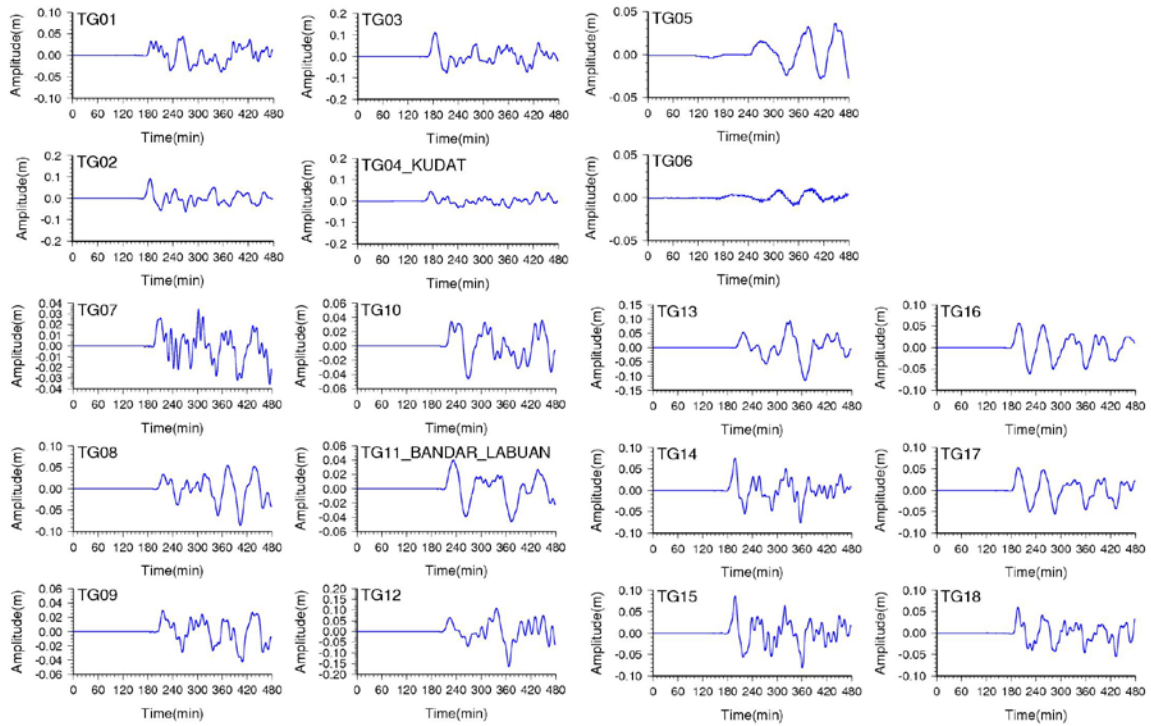 TG01
Amplitude(m)
0.10
0.05
0.00
-0.05
-0.10
0 60 120 180 240 300 360 420 480
Time(min)
TG03
Amplitude(m)
0.2
0.1
0.0
-0.1
-0.2
0 60 120 180 240 300 360 420 480
Time(min)
TG05
Amplitude(m)
0.05
0.00
-0.05
0 60 120 180 240 300 360 420 480
Time(min)
TG02
Amplitude(m)
0.2
0.1
0.0
-0.1
-0.2
0 60 120 180 240 300 360 420 480
Time(min)
TG04_KUDAT
Amplitude(m)
0.2
0.1
0.0
-0.1
-0.2
0 60 120 180 240 300 360 420 480
Time(min)
TG06
Amplitude(m)
0.05
0.00
-0.05
0 60 120 180 240 300 360 420 480
Time(min)
TG07
Amplitude(m)
0.04
0.03
0.02
0.01
0.00
-0.01
-0.02
-0.03
-0.04
0 60 120 180 240 300 360 420 480
Time(min)
TG10
Amplitude(m)
0.06
0.04
0.02
0.00
-0.02
-0.04
-0.06
0 60 120 180 240 300 360 420 480
Time(min)
TG13
Amplitude(m)
0.15
0.10
0.05
0.00
-0.05
-0.10
-0.15
0 60 120 180 240 300 360 420 480
Time(min)
TG16
Amplitude(m)
0.10
0.05
0.00
-0.05
-0.10
0 60 120 180 240 300 360 420 480
Time(min)
TG08
Amplitude(m)
0.10
0.05
0.00
-0.05
-0.10
0 60 120 180 240 300 360 420 480
Time(min)
TG11_BANDAR_LABUAN
Amplitude(m)
0.06
0.04
0.02
0.00
-0.02
-0.04
-0.06
0 60 120 180 240 300 360 420 480
Time(min)
TG14
Amplitude(m)
0.10
0.05
0.00
-0.05
-0.10
0 60 120 180 240 300 360 420 480
Time(min)
TG17
Amplitude(m)
0.10
0.05
0.00
-0.05
-0.10
0 60 120 180 240 300 360 420 480
Time(min)
TG09
Amplitude(m)
0.06
0.04
0.02
0.00
-0.02
-0.04
-0.06
0 60 120 180 240 300 360 420 480
Time(min)
TG12
Amplitude(m)
0.20
0.15
0.10
0.05
0.00
-0.05
-0.10
-0.15
-0.20
0 60 120 180 240 300 360 420 480
Time(min)
TG15
Amplitude(m)
0.10
0.05
0.00
-0.05
-0.10
0 60 120 180 240 300 360 420 480
Time(min)
TG18
Amplitude(m)
0.10
0.05
0.00
-0.05
-0.10
0 60 120 180 240 300 360 420 480
Time(min)